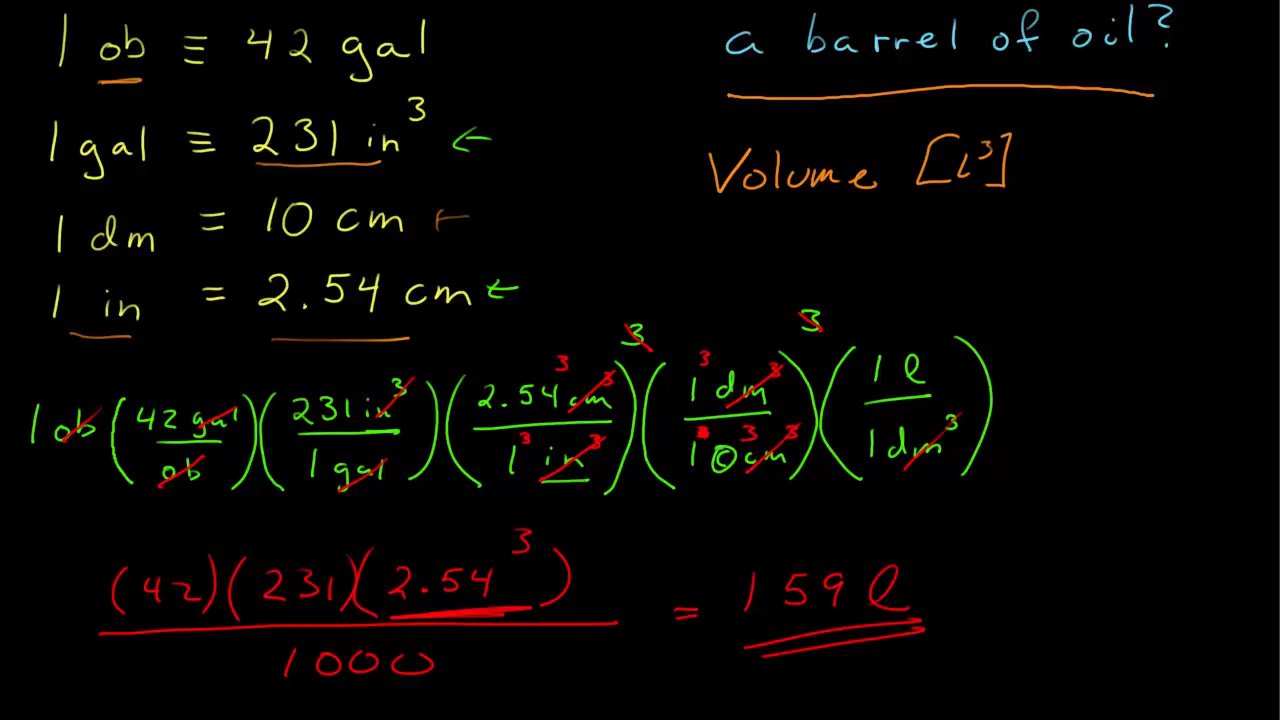 1 ob ≡ 42 gal
a barrel of oil?
1 gal ≡ 231 in³ ←
Volume [L³]
1 dm = 10 cm ←
1 in = 2.54 cm ←
1 ob (42 gal / ob) (231 in³ / 1 gal) (2.54³ cm³ / 1³ in³)³ (1³ dm³ / 10³ cm³)³ (1 l / 1 dm³)
(42)(231)(2.54³) / 1000 = 159 l